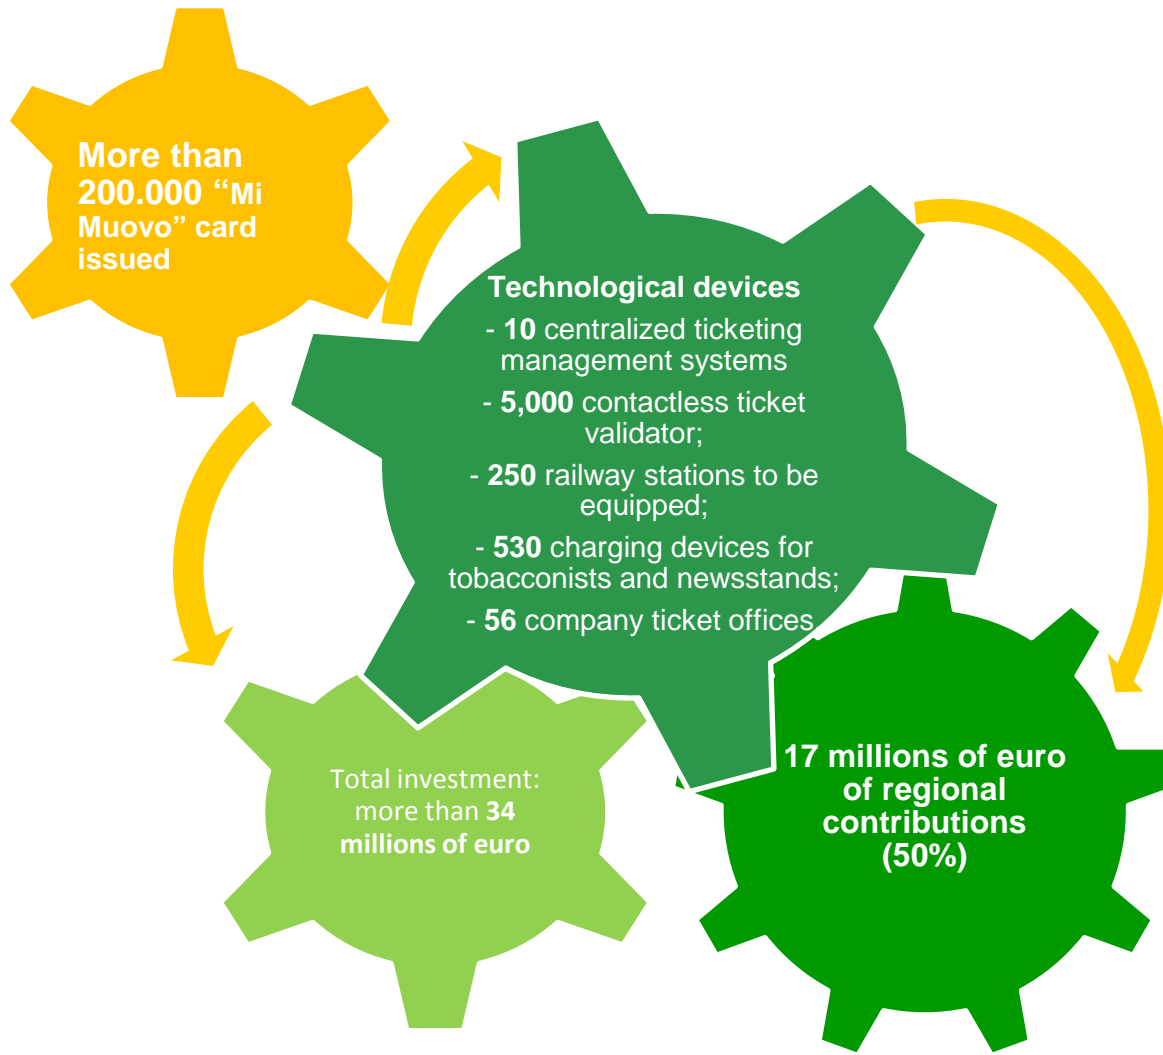 More than
200.000 “Mi
Muovo” card
issued
Technological devices
- 10 centralized ticketing
management systems
- 5,000 contactless ticket
validator;
- 250 railway stations to be
equipped;
- 530 charging devices for
tobacconists and newsstands;
- 56 company ticket offices.
Total investment:
more than 34
millions of euro
17 millions of euro
of regional
contributions
(50%)